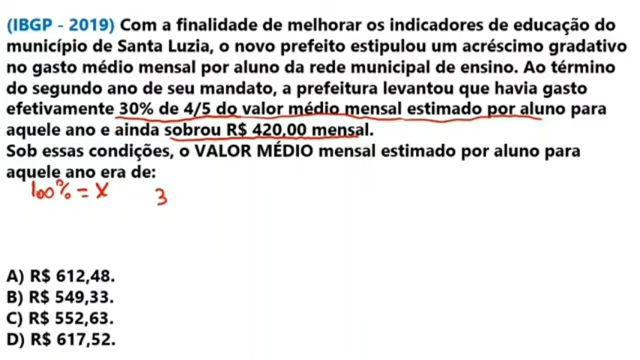 (IBGP - 2019) Com a finalidade de melhorar os indicadores de educação do
município de Santa Luzia, o novo prefeito estipulou um acréscimo gradativo
no gasto médio mensal por aluno da rede municipal de ensino. Ao término
do segundo ano de seu mandato, a prefeitura levantou que havia gasto
efetivamente 30% de 4/5 do valor médio mensal estimado por aluno para
aquele ano e ainda sobrou R$ 420,00 mensal.
Sob essas condições, o VALOR MÉDIO mensal estimado por aluno para
aquele ano era de:
100% = x 3
A) R$ 612,48.
B) R$ 549,33.
C) R$ 552,63.
D) R$ 617,52.